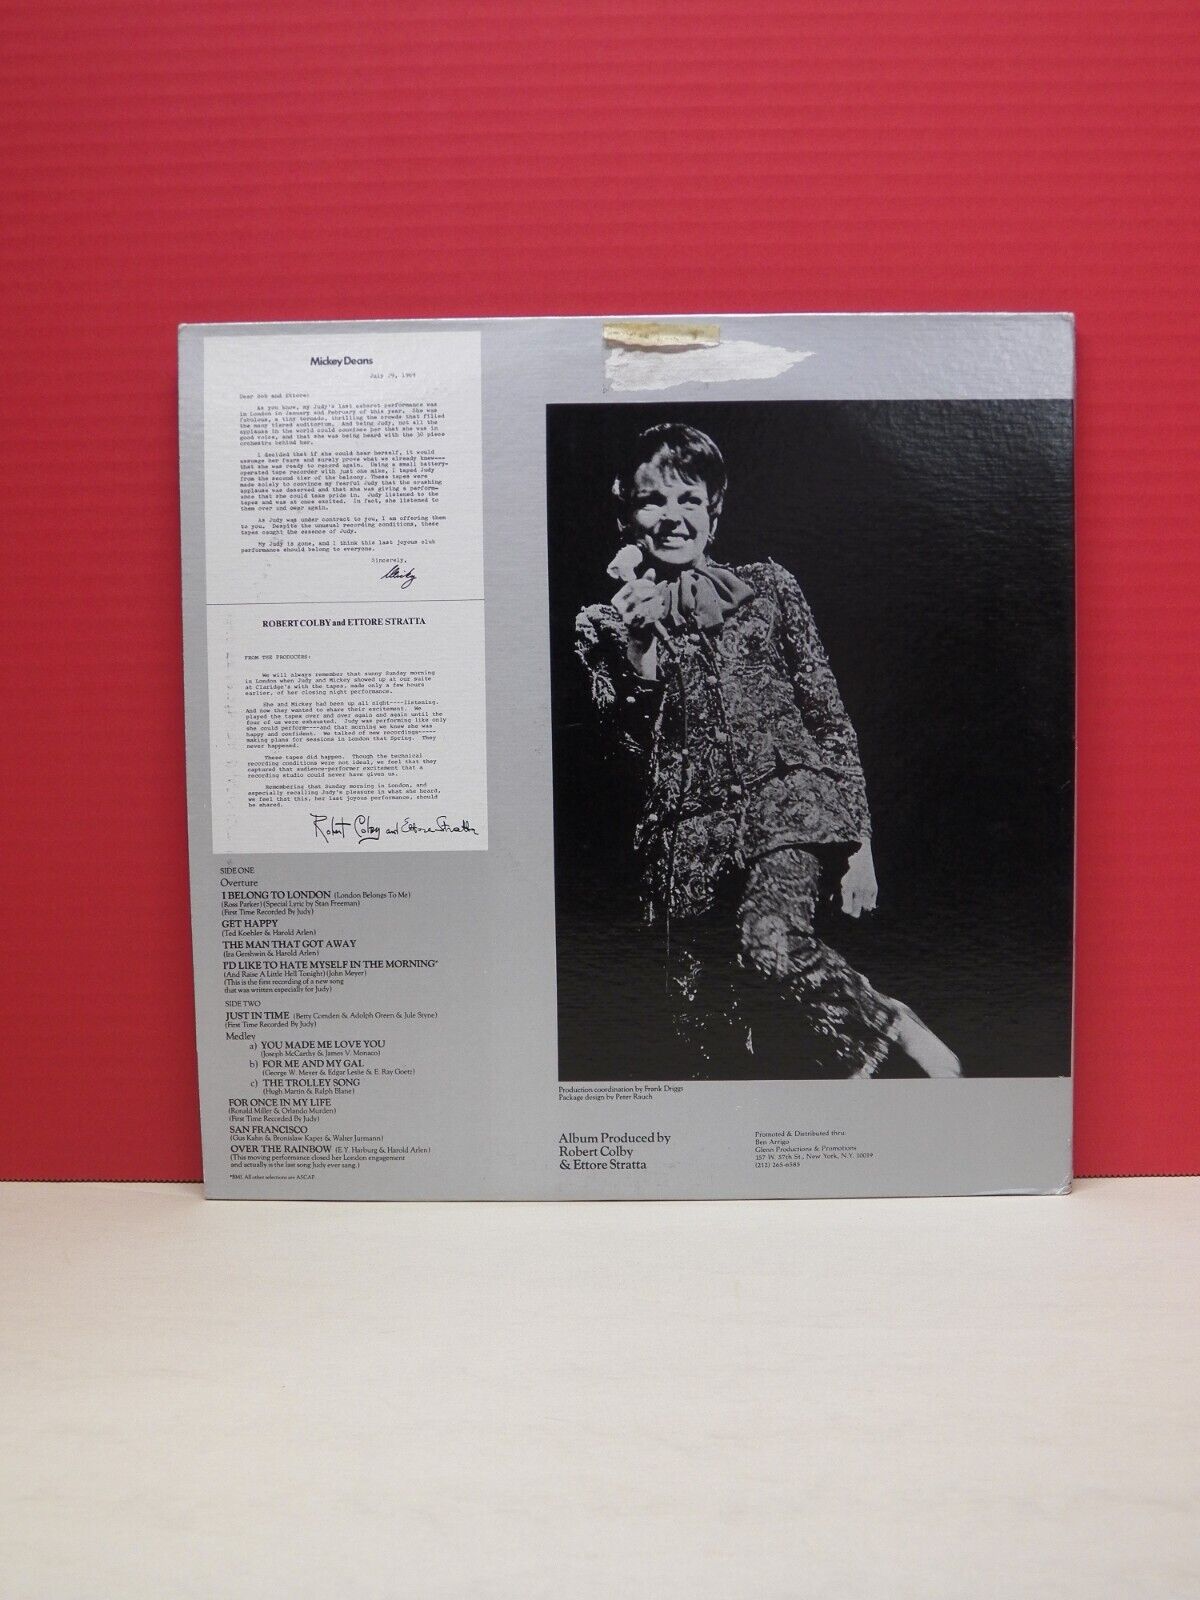 Mickey Deans
July 29, 1969
Dear Bob and Ettore:
As you know, my Judy's last cabaret performance was
in London in January and February of this year. She was
fabulous, a tiny tornado, thrilling the crowds that filled
the many tiered auditorium. And being Judy, not all the
applause in the world could convince her that she was in
good voice, and that she was being heard with the 30 piece
orchestra behind her.
I decided that if she could hear herself, it would
assuage her fears and surely prove what we already knew---
that she was ready to record again. Using a small battery-
operated tape recorder with just one mike, I taped Judy
from the second tier of the balcony. These tapes were
made solely to convince my fearful Judy that the crashing
applause was deserved and that she was giving a perform-
ance that she could take pride in. Judy listened to the
tapes and was at once excited. In fact, she listened to
them over and over again.
As Judy was under contract to you, I am offering them
to you. Despite the unusual recording conditions, these
tapes caught the essence of Judy.
My Judy is gone, and I think this last joyous club
performance should belong to everyone.
Sincerely,
Mickey
ROBERT COLBY and ETTORE STRATTA
FROM THE PRODUCERS:
We will always remember that sunny Sunday morning
in London when Judy and Mickey showed up at our suite
at Claridge's with the tapes, made only a few hours
earlier, of her closing night performance.
She and Mickey had been up all night----listening.
And now they wanted to share their excitement. We
played the tapes over and over again and again until the
four of us were exhausted. Judy was performing like only
she could perform----and that morning we knew she was
happy and confident. We talked of new recordings-----
making plans for sessions in London that Spring. They
never happened.
These tapes did happen. Though the technical
recording conditions were not ideal, we feel that they
captured that audience-performer excitement that a
recording studio could never have given us.
Remembering that Sunday morning in London, and
especially recalling Judy's pleasure in what she heard,
we feel that this, her last joyous performance, should
be shared.
Robert Colby and Ettore Stratta
SIDE ONE
Overture
I BELONG TO LONDON (London Belongs To Me)
(Ross Parker) (Special Lyric by Stan Freeman)
(First Time Recorded By Judy)
GET HAPPY
(Ted Koehler & Harold Arlen)
THE MAN THAT GOT AWAY
(Ira Gershwin & Harold Arlen)
I'D LIKE TO HATE MYSELF IN THE MORNING*
(And Raise A Little Hell Tonight) (John Meyer)
(This is the first recording of a new song
that was written especially for Judy)
SIDE TWO
JUST IN TIME (Betty Comden & Adolph Green & Jule Styne)
(First Time Recorded By Judy)
Medley
a) YOU MADE ME LOVE YOU
(Joseph McCarthy & James V. Monaco)
b) FOR ME AND MY GAL
(George W. Meyer & Edgar Leslie & E. Ray Goetz)
c) THE TROLLEY SONG
(Hugh Martin & Ralph Blane)
FOR ONCE IN MY LIFE
(Ronald Miller & Orlando Murden)
(First Time Recorded By Judy)
SAN FRANCISCO
(Gus Kahn & Bronislaw Kaper & Walter Jurmann)
OVER THE RAINBOW (E.Y. Harburg & Harold Arlen)
(This moving performance closed her London engagement
and actually is the last song Judy ever sang.)
*BMI. All other selections are ASCAP.
Production coordination by Frank Driggs
Package design by Peter Rauch
Album Produced by
Robert Colby
& Ettore Stratta
Promoted & Distributed thru:
Ben Arrigo
Glenn Productions & Promotions
157 W. 57th St., New York, N.Y. 10019
(212) 265-6585